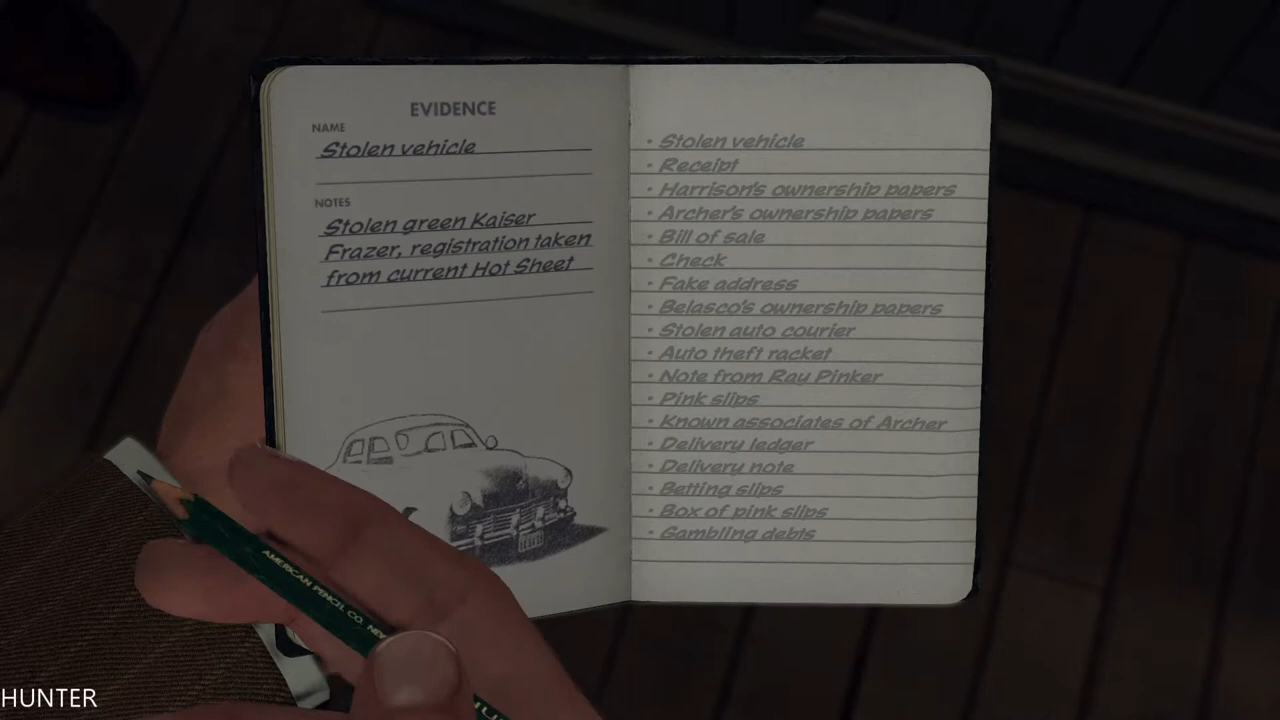 EVIDENCE
NAME
Stolen vehicle
NOTES
Stolen green Kaiser
Frazer, registration taken
from current Hot Sheet
• Stolen vehicle
• Receipt
• Harrison's ownership papers
• Archer's ownership papers
• Bill of sale
• Check
• Fake address
• Belasco's ownership papers
• Stolen auto courier
• Auto theft racket
• Note from Ray Pinker
• Pink slips
• Known associates of Archer
• Delivery ledger
• Delivery note
• Betting slips
• Box of pink slips
• Gambling debts
AMERICAN PENCIL CO.
HUNTER